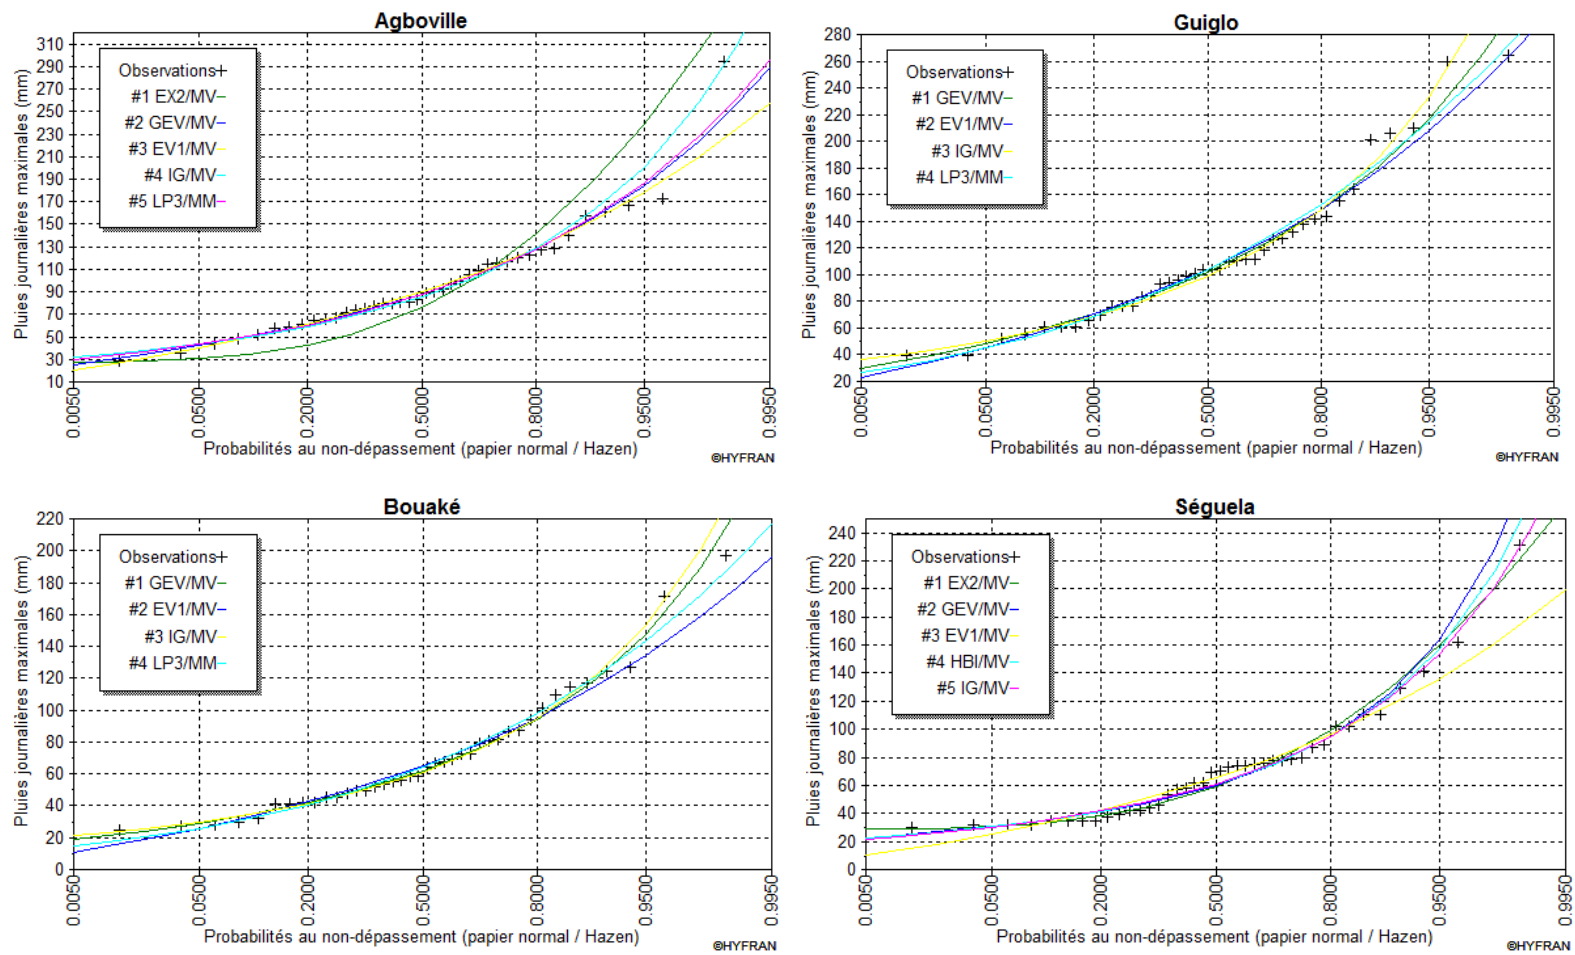 Agboville
Pluies journalières maximales (mm)
310
290
270
250
230
210
190
170
150
130
110
90
70
50
30
10
Observations+
#1 EX2/MV
#2 GEV/MV
#3 EV1/MV
#4 IG/MV
#5 LP3/MM
0.0050
0.0500
0.2000
0.5000
0.8000
0.9500
0.9950
Probabilités au non-dépassement (papier normal / Hazen)
©HYFRAN
Guiglo
Pluies journalières maximales (mm)
280
260
240
220
200
180
160
140
120
100
80
60
40
20
Observations+
#1 GEV/MV
#2 EV1/MV
#3 IG/MV
#4 LP3/MM
0.0050
0.0500
0.2000
0.5000
0.8000
0.9500
0.9950
Probabilités au non-dépassement (papier normal / Hazen)
©HYFRAN
Bouaké
Pluies journalières maximales (mm)
220
200
180
160
140
120
100
80
60
40
20
0
Observations+
#1 GEV/MV
#2 EV1/MV
#3 IG/MV
#4 LP3/MM
0.0050
0.0500
0.2000
0.5000
0.8000
0.9500
0.9950
Probabilités au non-dépassement (papier normal / Hazen)
©HYFRAN
Séguela
Pluies journalières maximales (mm)
240
220
200
180
160
140
120
100
80
60
40
20
0
Observations+
#1 EX2/MV
#2 GEV/MV
#3 EV1/MV
#4 HBI/MV
#5 IG/MV
0.0050
0.0500
0.2000
0.5000
0.8000
0.9500
0.9950
Probabilités au non-dépassement (papier normal / Hazen)
©HYFRAN